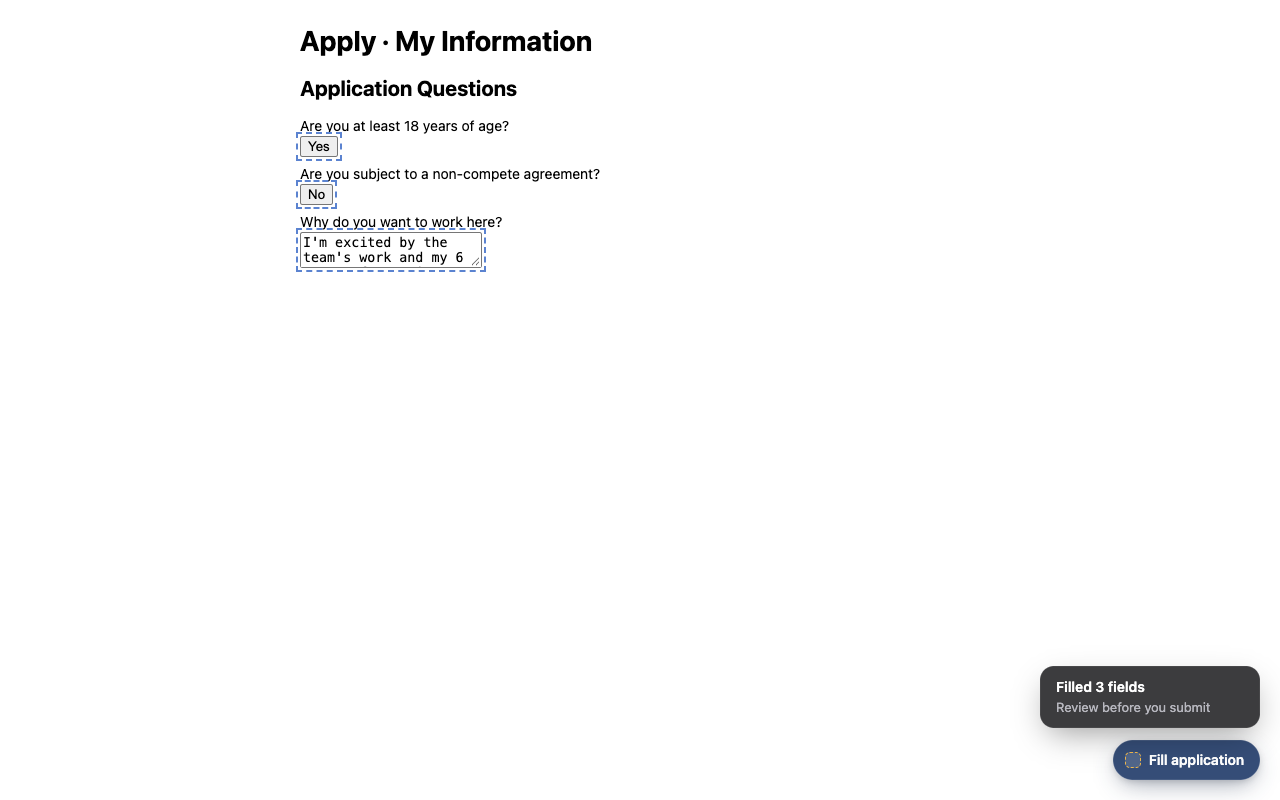 Apply · My Information
Application Questions
Are you at least 18 years of age?
Yes
Are you subject to a non-compete agreement?
No
Why do you want to work here?
I'm excited by the
team's work and my 6
Filled 3 fields
Review before you submit
Fill application